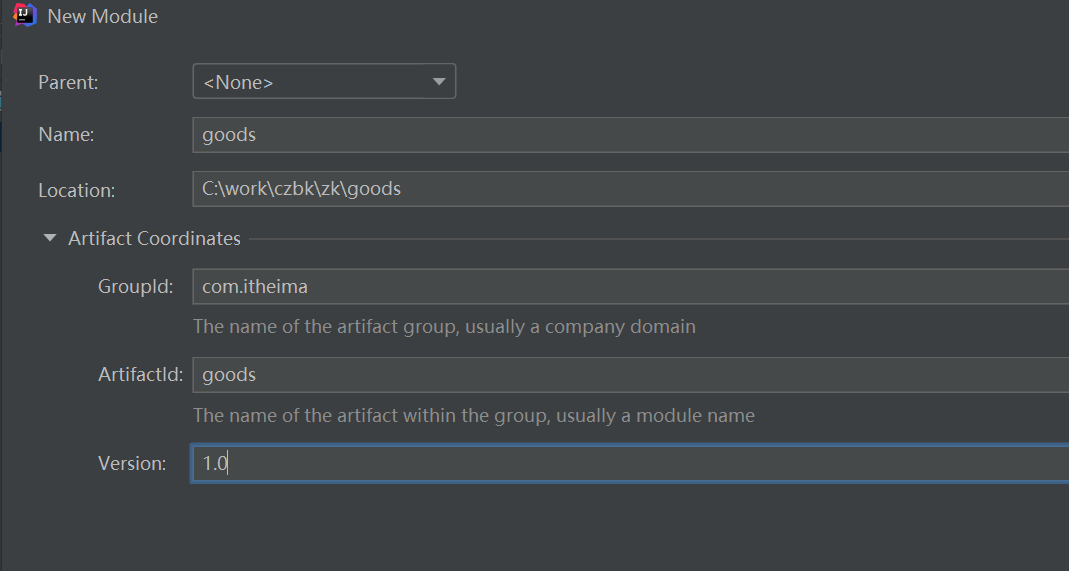 IJ
New Module
Parent: <None>
Name: goods
Location: C:\work\czbk\zk\goods
Artifact Coordinates
GroupId: com.itheima
The name of the artifact group, usually a company domain
ArtifactId: goods
The name of the artifact within the group, usually a module name
Version: 1.0